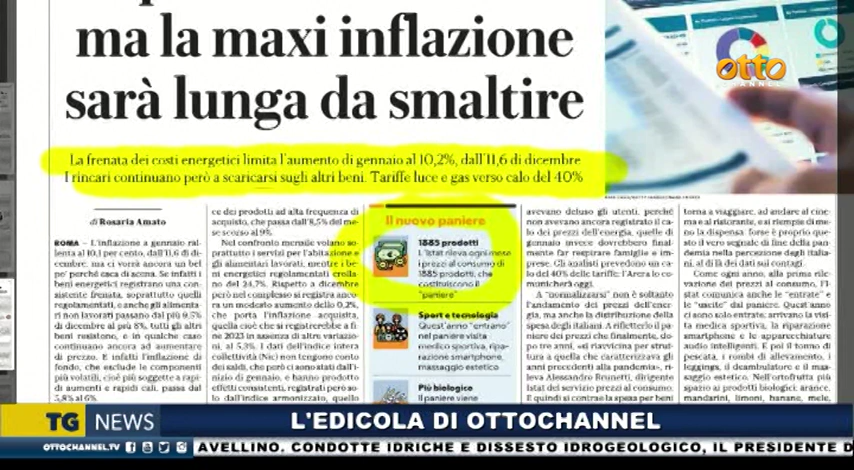 ma la maxi inflazione
sarà lunga da smaltire
otto
CHANNEL
La frenata dei costi energetici limita l'aumento di gennaio al 10,2%, dall'11,6 di dicembre
I rincari continuano però a scaricarsi sugli altri beni. Tariffe luce e gas verso calo del 40%
di Rosaria Amato
ROMA – L'inflazione a gennaio ral-
lenta al 10,1 per cento, dall'11,6 di di-
cembre, ma ci vorrà ancora un bel
po' perché esca di scena. Se infatti i
beni energetici registrano una con-
sistente frenata, soprattutto quelli
regolamentati, e anche gli alimenta-
ri non lavorati passano dal più 9,5%
di dicembre al più 8%, tutti gli altri
beni resistono, e in qualche caso
continuano ancora ad aumentare
di prezzo. E infatti l'inflazione di
fondo, che esclude le componenti
più volatili, cioè più soggette a rapi-
di aumenti e rapidi cali, passa dal
5,8% al 6%.
ce dei prodotti ad alta frequenza di
acquisto, che passa dall'8,5% del me-
se scorso al 9%.
Nel confronto mensile volano so-
prattutto i servizi per l'abitazione e
gli alimentari lavorati, mentre i be-
ni energetici regolamentati crolla-
no del 24,7%. Rispetto a dicembre
però nel complesso si registra anco-
ra un modesto aumento dello 0,2%,
che porta l'inflazione acquisita,
quella cioè che si registrerebbe a fi-
ne 2023 in assenza di altre variazio-
ni, al 5,3%. I dati dell'indice intera
collettività (Nic) non tengono conto
dei saldi, che però ci sono stati dall'i-
nizio di gennaio, e hanno prodotto
effetti consistenti, registrati però so-
lo dall'indice armonizzato, quello
Il nuovo paniere
1885 prodotti
L'Istat rileva ogni mese
i prezzi al consumo di
1885 prodotti, che
costituiscono il
"paniere"
Sport e tecnologia
Quest'anno "entrano"
nel paniere visita
medico sportiva, ripa-
razione smartphone,
massaggio estetico
Più biologico
Il paniere viene
avevano deluso gli utenti, perché
non avevano ancora registrato il ca-
lo dei prezzi dell'energia, quelle di
gennaio invece dovrebbero final-
mente far respirare famiglie e im-
prese. Gli analisti prevedono un ca-
lo del 40% delle tariffe; l'Arera lo co-
municherà oggi.
A "normalizzarsi" non è soltanto
l'andamento dei prezzi dell'ener-
gia, ma anche la distribuzione della
spesa degli italiani. A rifletterlo il pa-
niere dei prezzi che finalmente, do-
po tre anni, «si riavvicina per strut-
tura a quella che caratterizzava gli
anni precedenti alla pandemia», ri-
leva Alessandro Brunetti, dirigente
Istat del servizio prezzi al consumo.
E quindi si contrae la spesa per beni
torna a viaggiare, ad andare al cine-
ma e al ristorante, e si riempie di me-
no la dispensa: forse è proprio que-
sto il vero segnale di fine della pan-
demia nella percezione degli italia-
ni, al di là dei dati sui contagi.
Come ogni anno, alla prima rile-
vazione dei prezzi al consumo, l'I-
stat comunica anche le "entrate" e
le "uscite" dal paniere. Quest'anno
ci sono solo entrate: arrivano la visi-
ta medica sportiva, la riparazione
smartphone e le apparecchiature
audio intelligenti. E poi il tonno di
pescata, i rombi di allevamento, i
leggings, il deambulatore e il mas-
saggio estetico. Nell'ortofrutta più
spazio ai prodotti biologici: arance,
mandarini, limoni, banane, mele,
TG NEWS
L'EDICOLA DI OTTOCHANNEL
OTTOCHANNEL.TV
AVELLINO. CONDOTTE IDRICHE E DISSESTO IDROGEOLOGICO, IL PRESIDENTE D